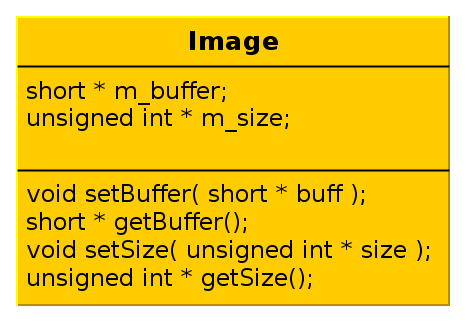 Image
short * m_buffer;
unsigned int * m_size;
void setBuffer( short * buff );
short * getBuffer();
void setSize( unsigned int * size );
unsigned int * getSize();